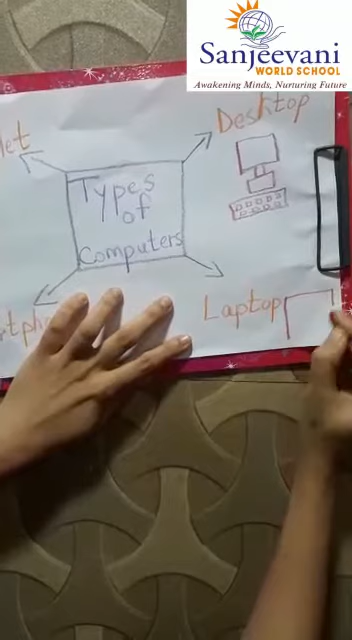 Sanjeevani
WORLD SCHOOL
Awakening Minds, Nurturing Future
Desktop
Types
of
Computers
Laptop